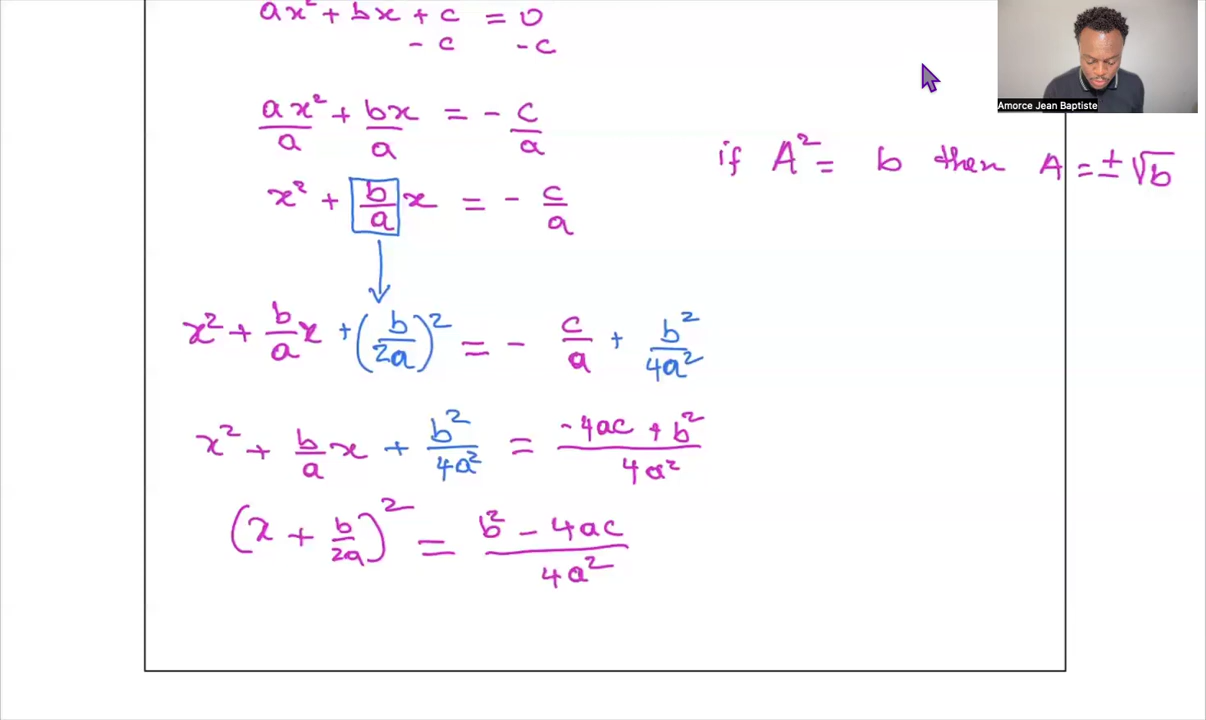 ax² + bx + c = 0
- c - c
Amorce Jean Baptiste
ax²/a + bx/a = - c/a
if A² = b then A = ±√b
x² + b/a x = - c/a
x² + b/a x + (b/2a)² = - c/a + b²/4a²
x² + b/a x + b²/4a² = -4ac + b²/4a²
(x + b/2a)² = b² - 4ac/4a²